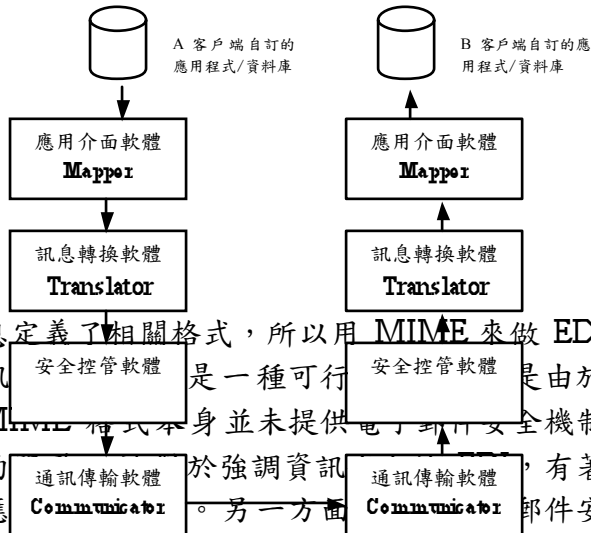 A 客戶端自訂的
應用程式/資料庫
B 客戶端自訂的應
用程式/資料庫
應用介面軟體
Mapper
應用介面軟體
Mapper
訊息轉換軟體
Translator
訊息轉換軟體
Translator
定義了相關格式,所以用 MIME 來做 ED
安全控管軟體
是一種可行
安全控管軟體
是由於
MIME 格式本身並未提供電子郵件安全機制
通訊傳輸軟體
於強調資訊
通訊傳輸軟體
EDI,有著
Communicator
。另一方面
Communicator
郵件安